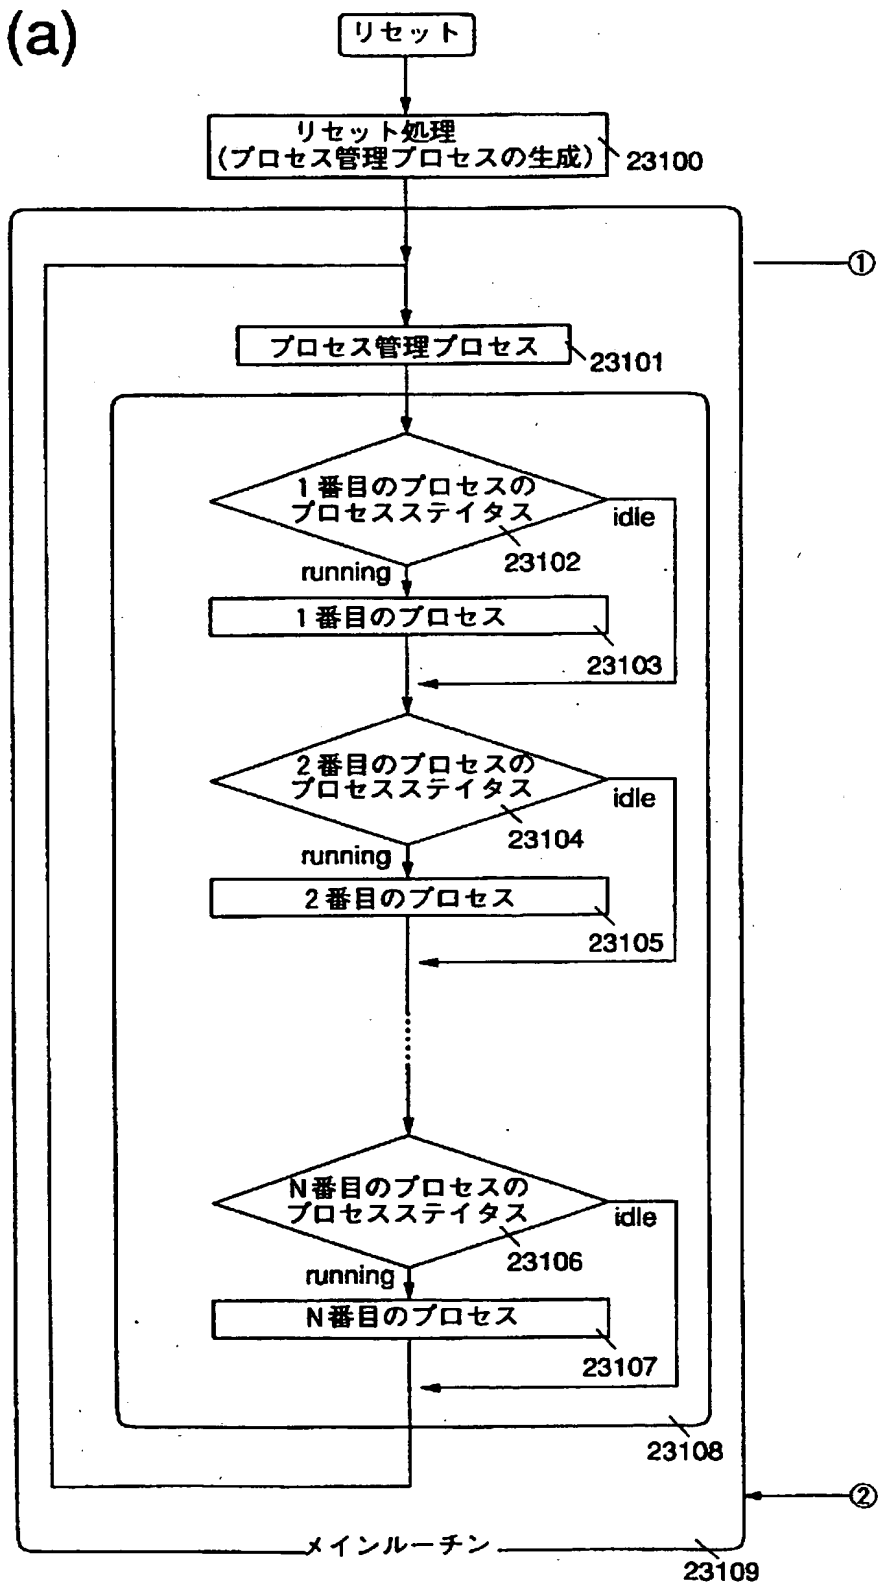 (a)
リセット
リセット処理
(プロセス管理プロセスの生成)
23100
①
プロセス管理プロセス
23101
1番目のプロセスの
プロセスステイタス
idle
23102
running
1番目のプロセス
23103
2番目のプロセスの
プロセスステイタス
idle
23104
running
2番目のプロセス
23105
N番目のプロセスの
プロセスステイタス
idle
23106
running
N番目のプロセス
23107
23108
②
メインルーチン
23109